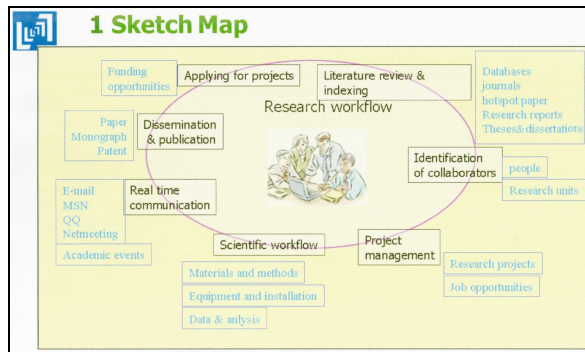 1 Sketch Map
Funding
opportunities
Applying for projects
Literature review &
indexing
Databases
journals
hotspot paper
Research reports
Theses&dissertations
Research workflow
Paper
Monograph
Patent
Dissemination
& publication
Identification
of collaborators
people
Research units
E-mail
MSN
QQ
Netmeeting
Real time
communication
Academic events
Scientific workflow
Project
management
Materials and methods
Equipment and installation
Data & anlysis
Research projects
Job opportunities